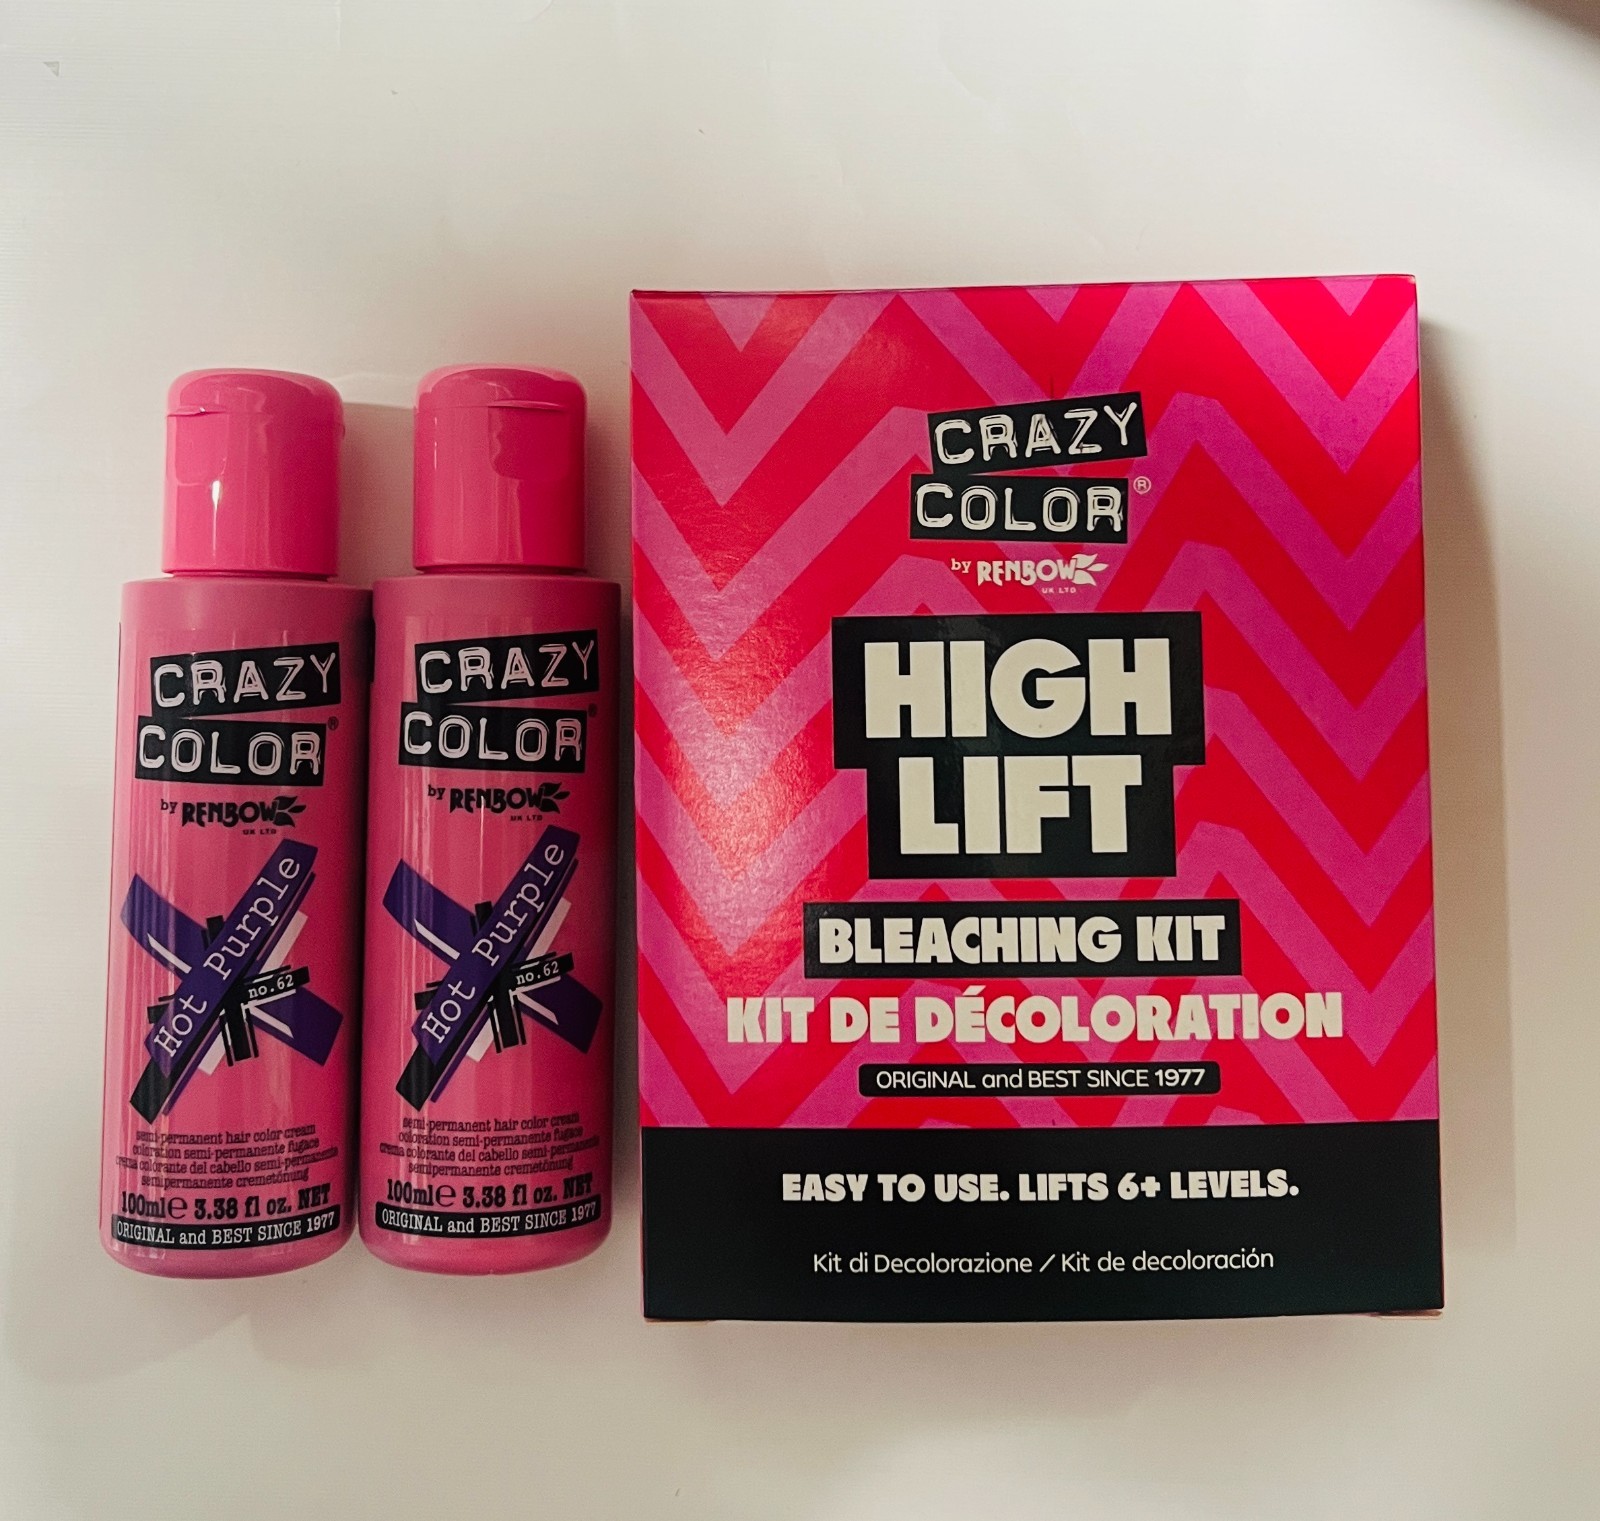 CRAZY
COLOR®
by RENBOW
UK LTD
Hot Purple
no.62
semi-permanent hair color cream
coloration semi-permanente fugace
crema colorante del cabello semi-permanente
semipermanente cremetönung
100ml e 3.38 fl oz. NET
ORIGINAL and BEST SINCE 1977
CRAZY
COLOR®
by RENBOW
UK LTD
Hot Purple
no.62
semi-permanent hair color cream
coloration semi-permanente fugace
crema colorante del cabello semi-permanente
semipermanente cremetönung
100ml e 3.38 fl oz. NET
ORIGINAL and BEST SINCE 1977
CRAZY
COLOR®
by RENBOW
UK LTD
HIGH
LIFT
BLEACHING KIT
KIT DE DÉCOLORATION
ORIGINAL and BEST SINCE 1977
EASY TO USE. LIFTS 6+ LEVELS.
Kit di Decolorazione / Kit de decoloración